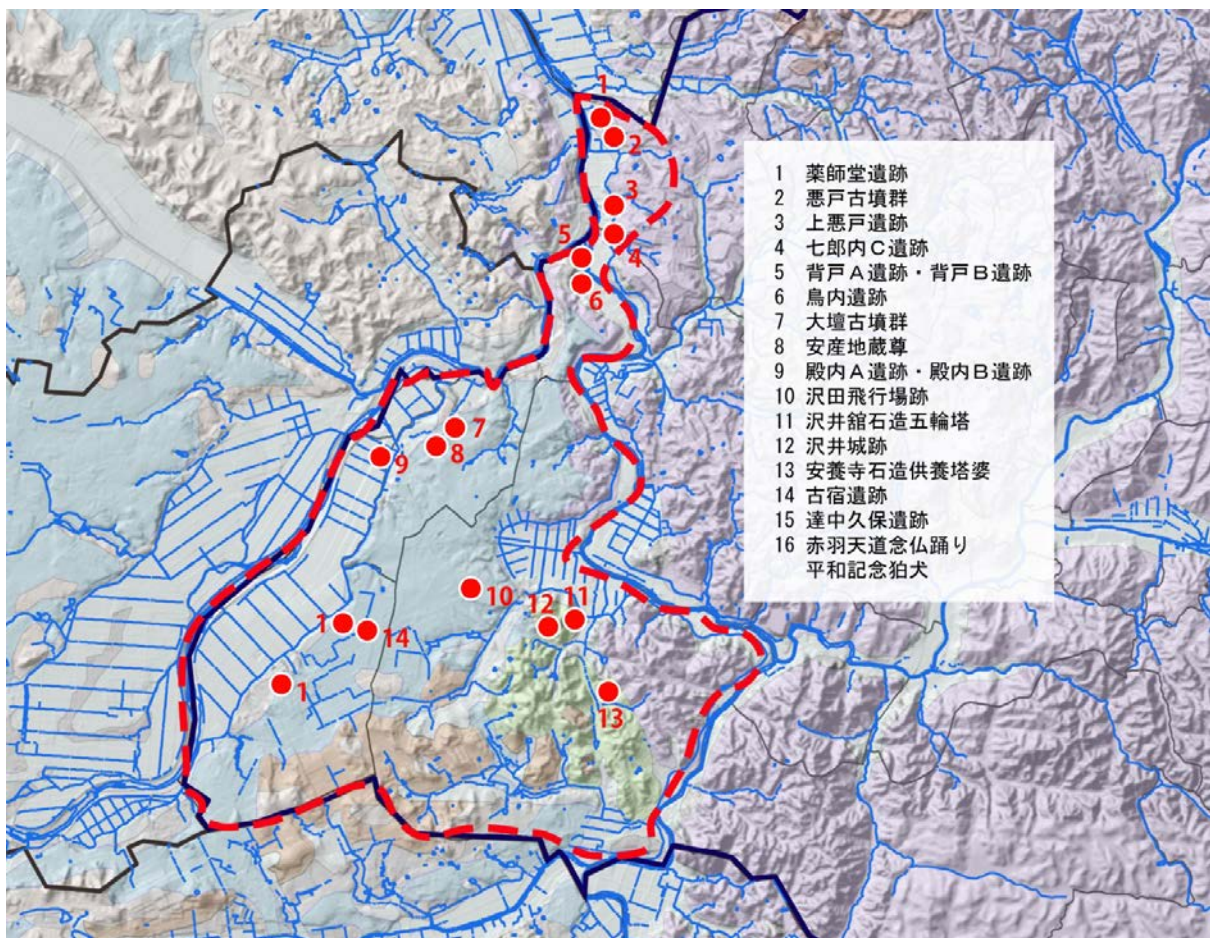 1
2
3
4
5
6
7
8
9
10
11
12
1
14
1
13
1 薬師堂遺跡
2 悪戸古墳群
3 上悪戸遺跡
4 七郎内C遺跡
5 背戸A遺跡・背戸B遺跡
6 鳥内遺跡
7 大壇古墳群
8 安産地蔵尊
9 殿内A遺跡・殿内B遺跡
10 沢田飛行場跡
11 沢井舘石造五輪塔
12 沢井城跡
13 安養寺石造供養塔婆
14 古宿遺跡
15 達中久保遺跡
16 赤羽天道念仏踊り
平和記念狛犬